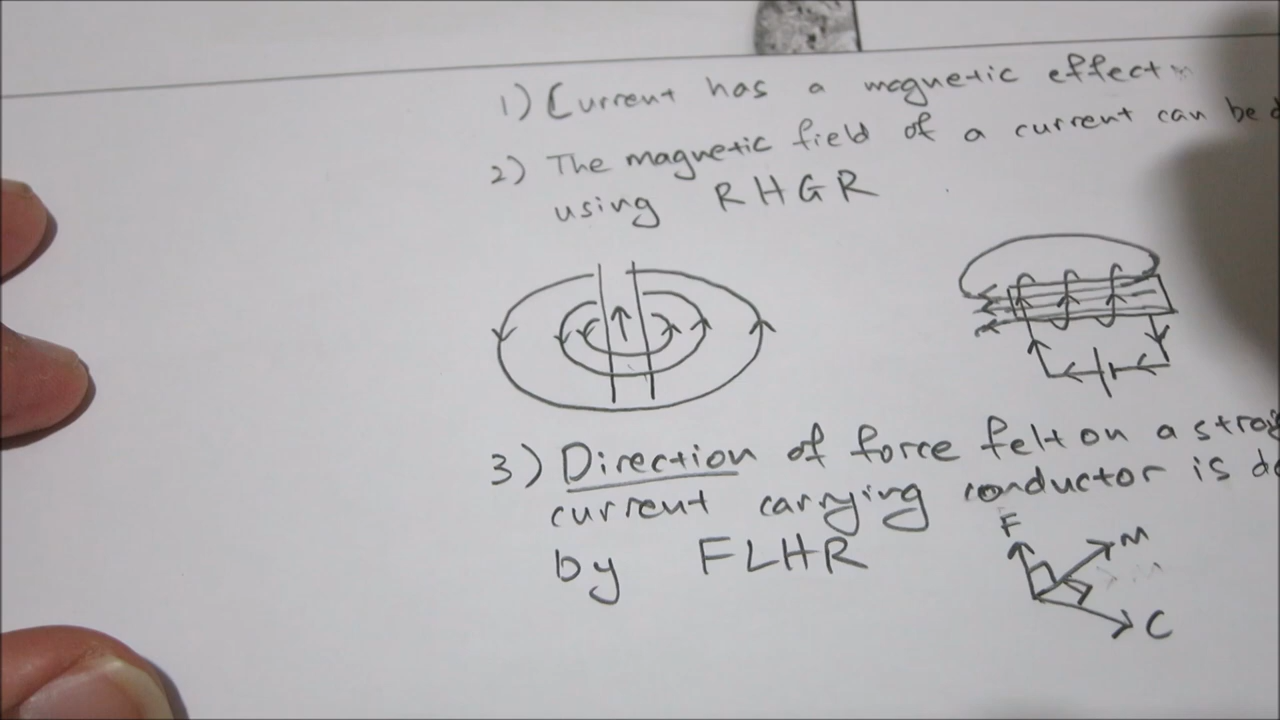 1) Current has a magnetic effect
2) The magnetic field of a current can be
using RHGR
3) Direction of force felt on a
current carrying conductor is
by FLHR
F
M
C